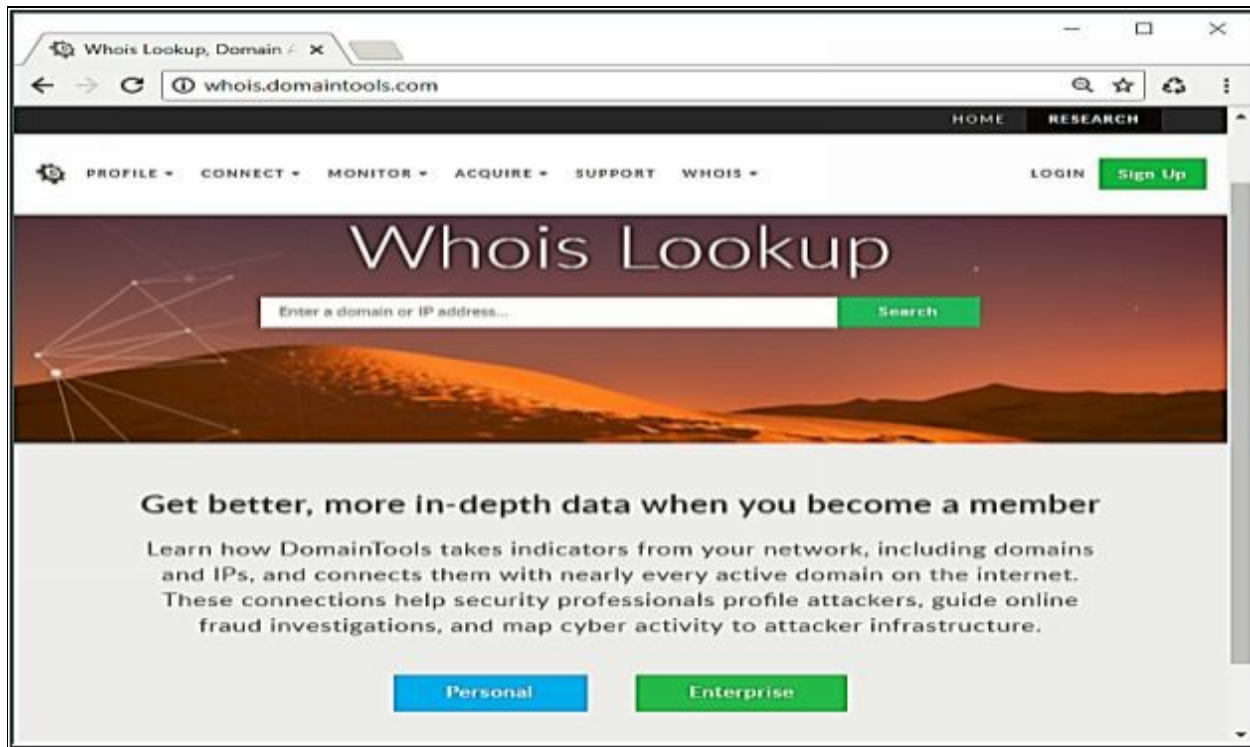 Whois Lookup, Domain A
whois.domaintools.com
HOME RESEARCH
PROFILE CONNECT MONITOR ACQUIRE SUPPORT WHOIS LOGIN Sign Up
Whois Lookup
Enter a domain or IP address... Search
Get better, more in-depth data when you become a member
Learn how DomainTools takes indicators from your network, including domains
and IPs, and connects them with nearly every active domain on the internet.
These connections help security professionals profile attackers, guide online
fraud investigations, and map cyber activity to attacker infrastructure.
Personal Enterprise